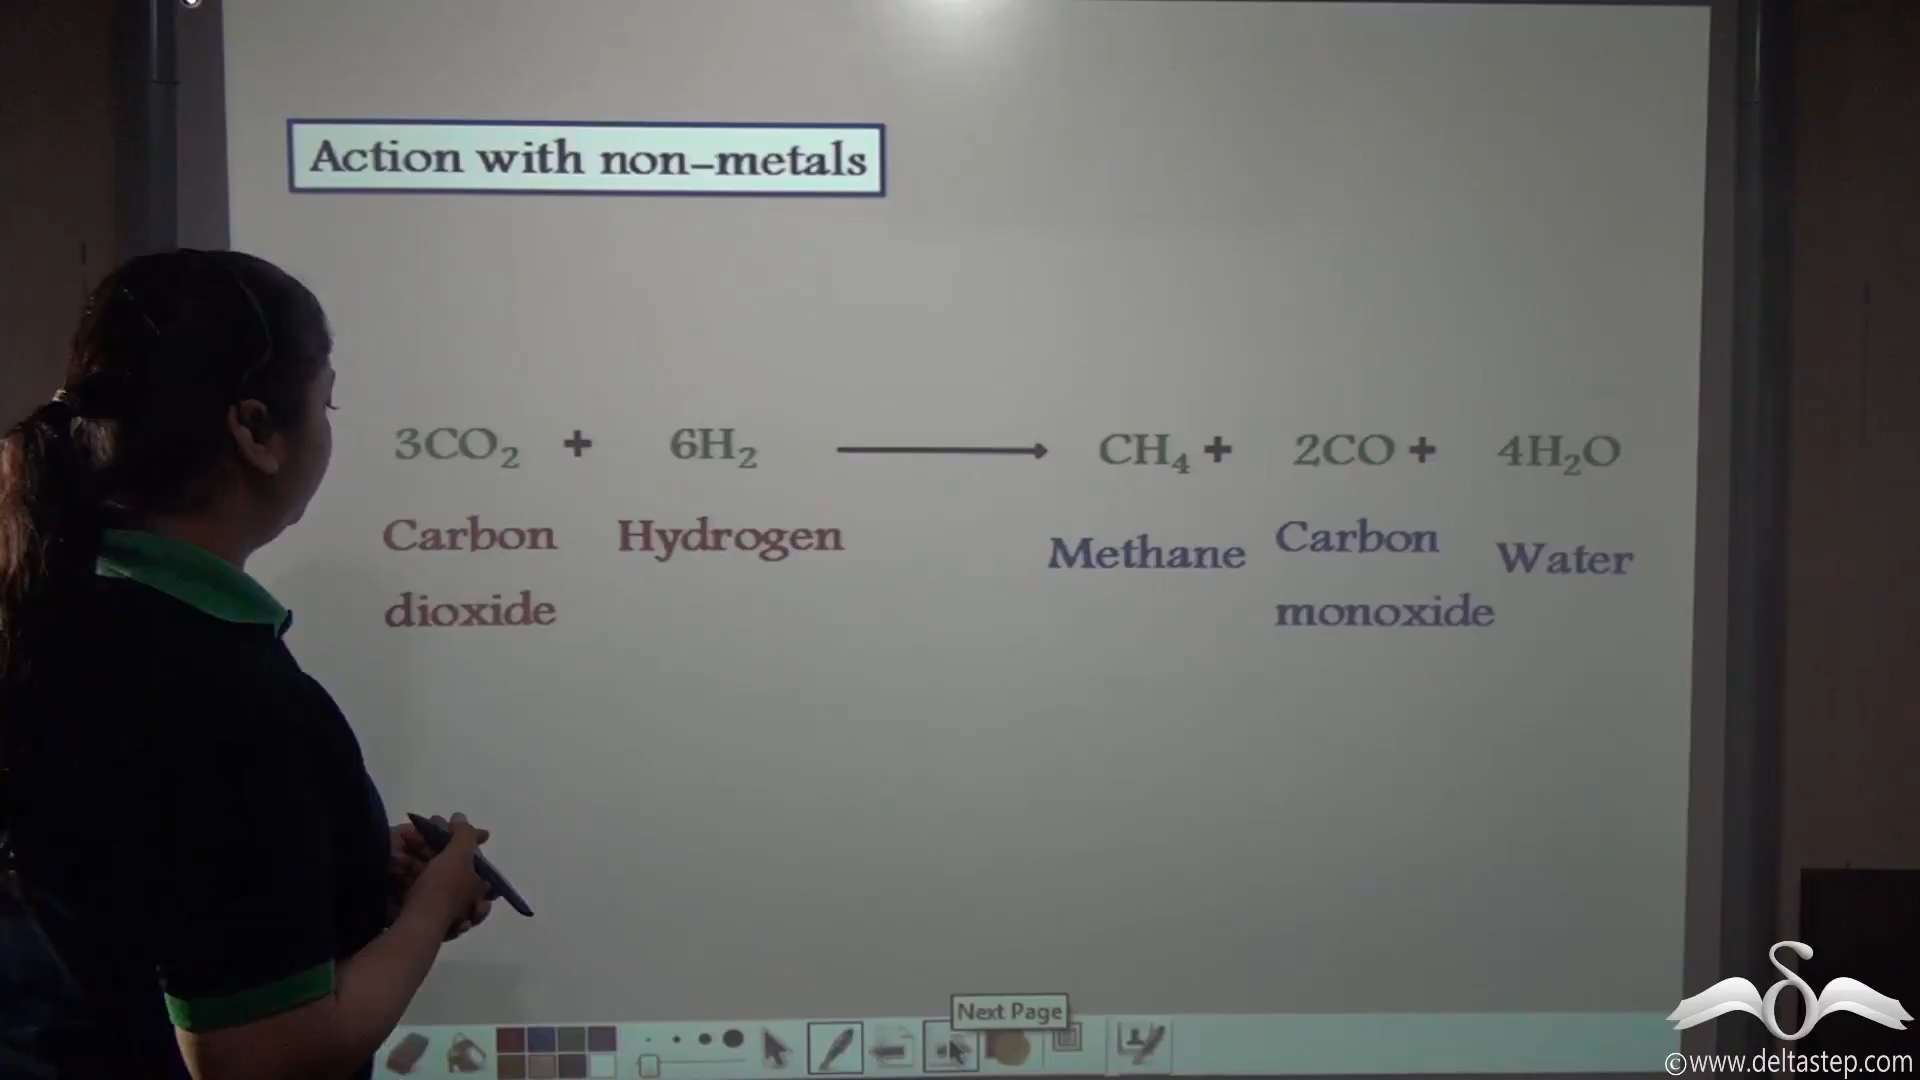 Action with non-metals
3CO₂ + 6H₂ ⟶ CH₄ + 2CO + 4H₂O
Carbon dioxide Hydrogen Methane Carbon monoxide Water
Next Page
©www.deltastep.com